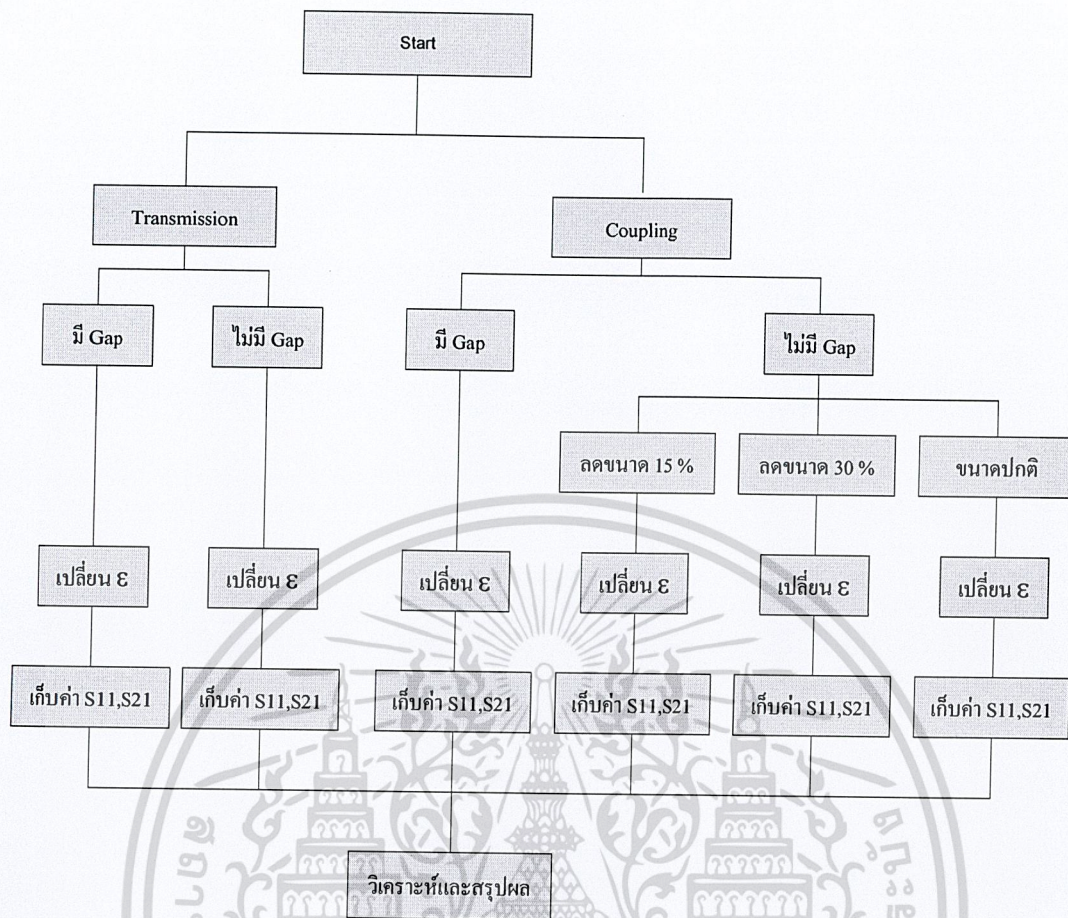 Start
Transmission
Coupling
มี Gap
ไม่มี Gap
มี Gap
ไม่มี Gap
ลดขนาด 15 %
ลดขนาด 30 %
ขนาดปกติ
เปลี่ยน ε
เปลี่ยน ε
เปลี่ยน ε
เปลี่ยน ε
เปลี่ยน ε
เปลี่ยน ε
เก็บค่า S11,S21
เก็บค่า S11,S21
เก็บค่า S11,S21
เก็บค่า S11,S21
เก็บค่า S11,S21
เก็บค่า S11,S21
วิเคราะห์และสรุปผล